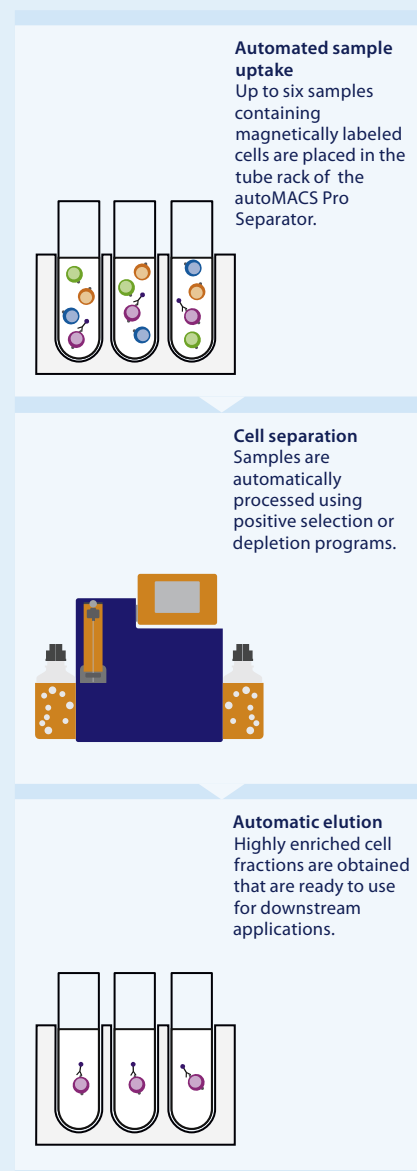 Automated sample
uptake
Up to six samples
containing
magnetically labeled
cells are placed in the
tube rack of the
autoMACS Pro
Separator.
Cell separation
Samples are
automatically
processed using
positive selection or
depletion programs.
Automatic elution
Highly enriched cell
fractions are obtained
that are ready to use
for downstream
applications.